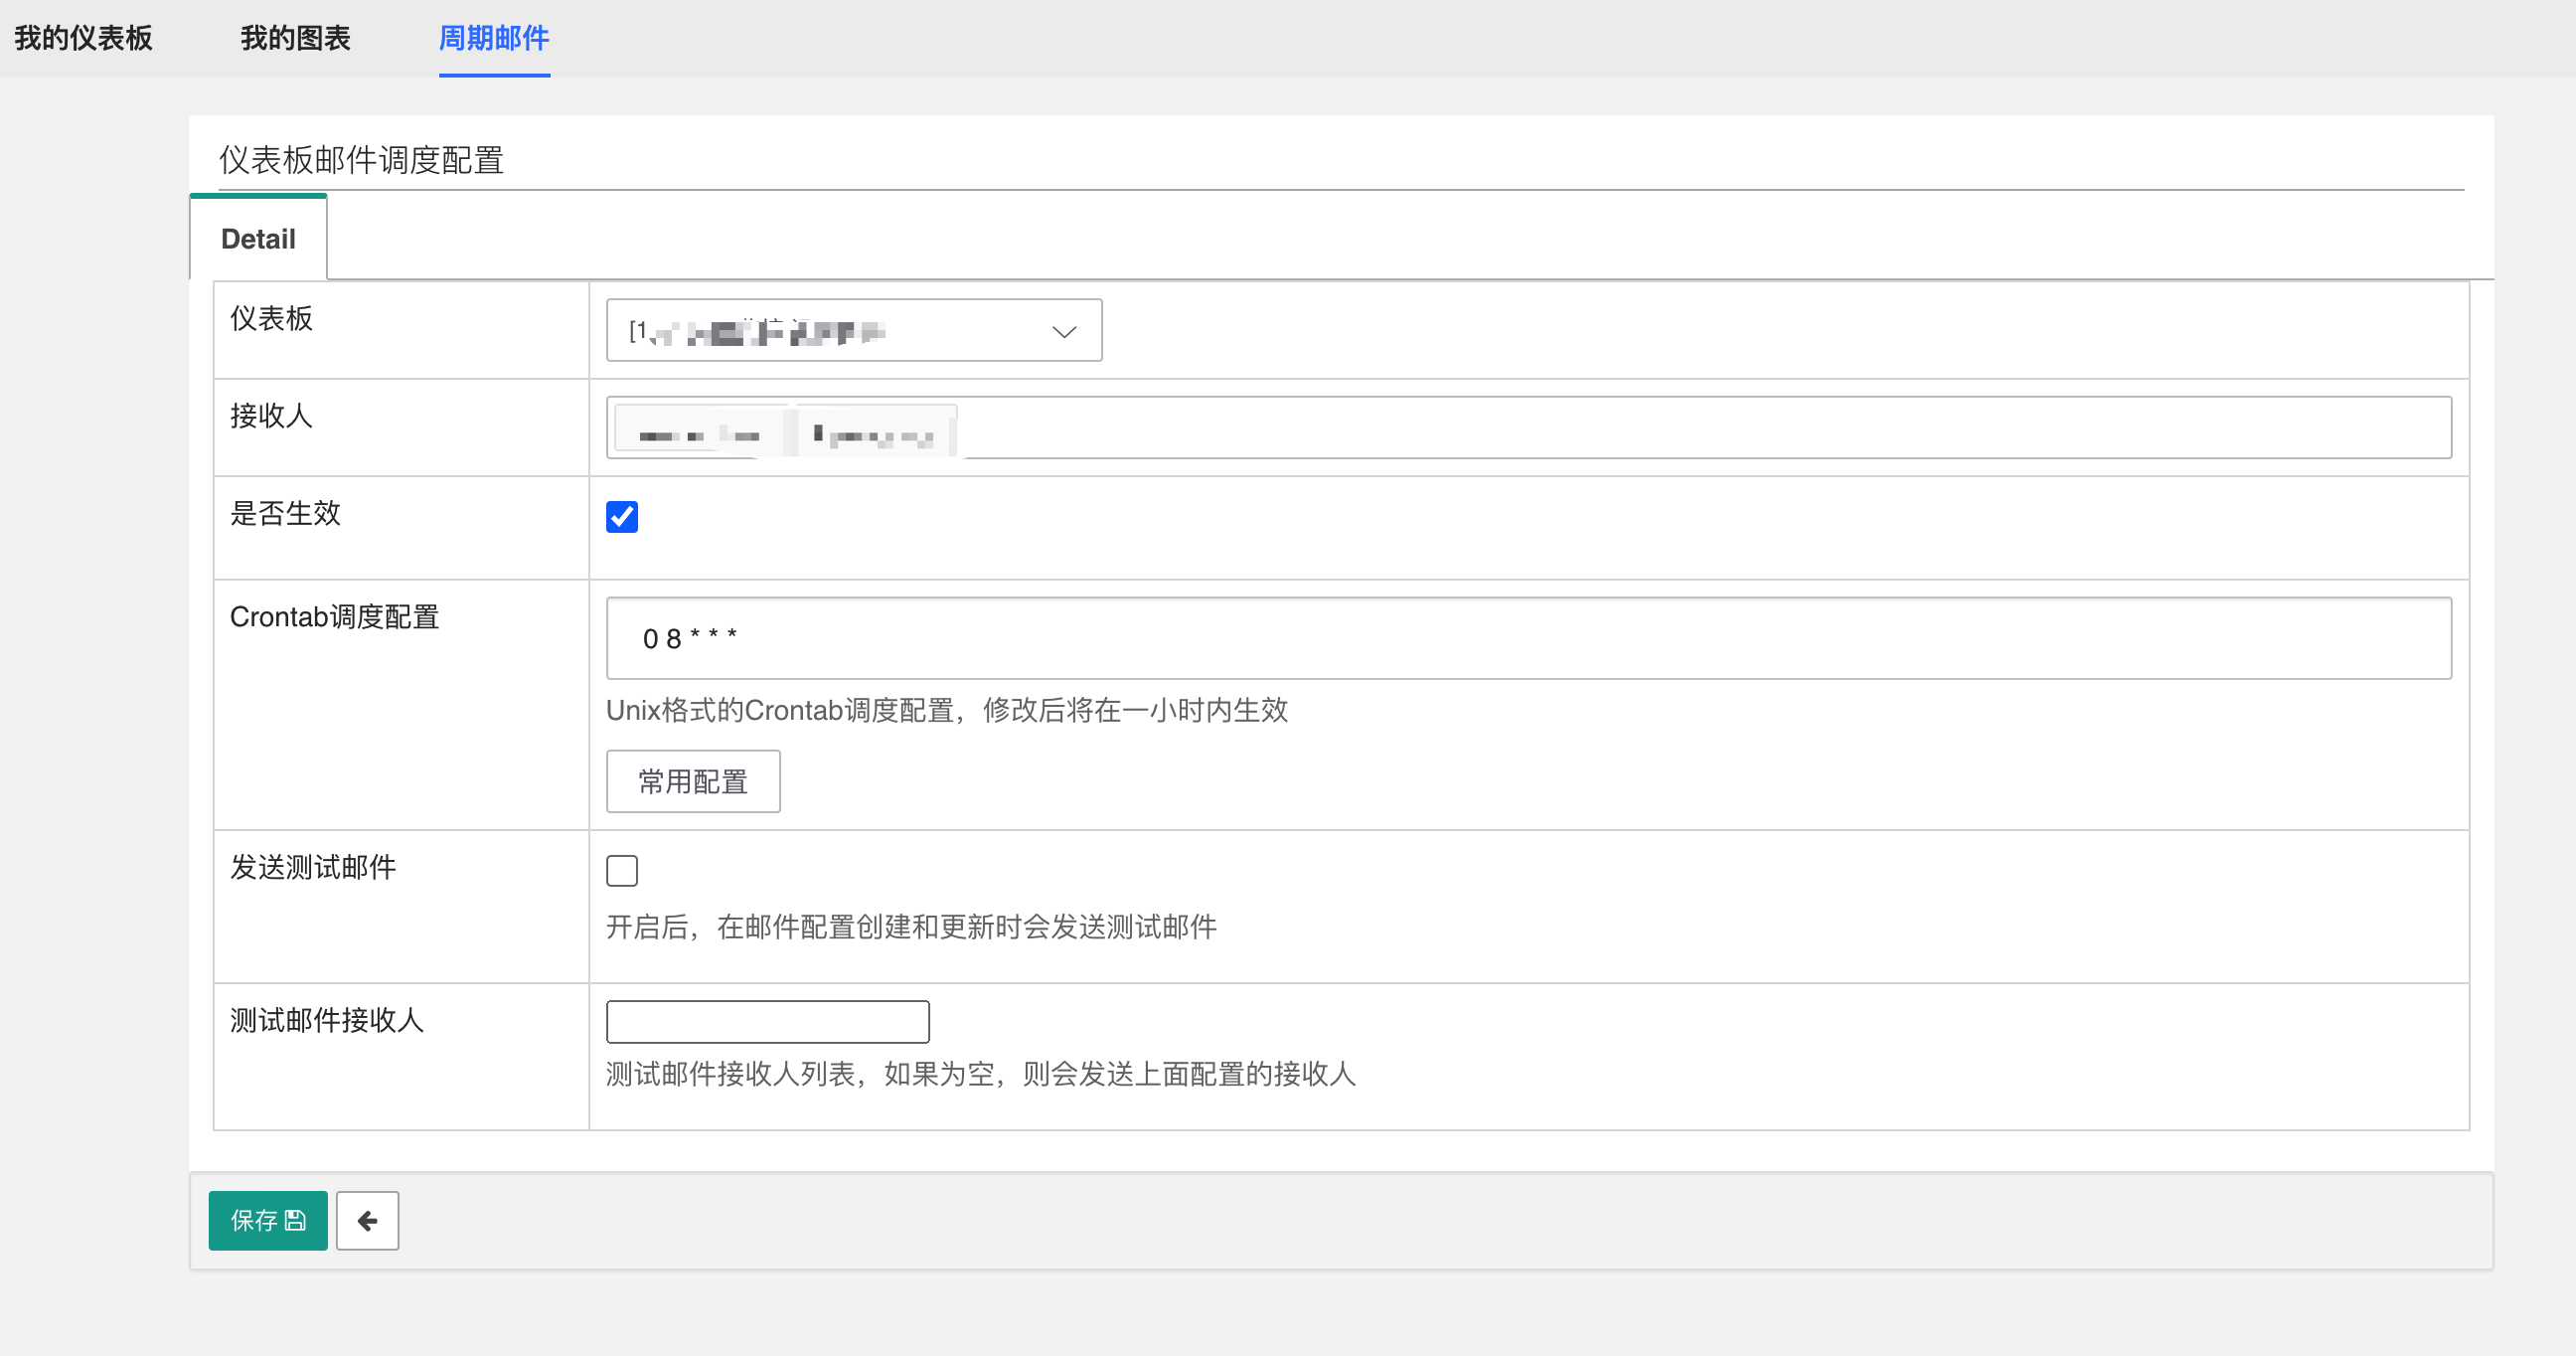 我的仪表板 我的图表 周期邮件
仪表板邮件调度配置
Detail
仪表板 [1
接收人
是否生效
Crontab调度配置 0 8 * * *
Unix格式的Crontab调度配置，修改后将在一小时内生效
常用配置
发送测试邮件
开启后，在邮件配置创建和更新时会发送测试邮件
测试邮件接收人
测试邮件接收人列表，如果为空，则会发送上面配置的接收人
保存